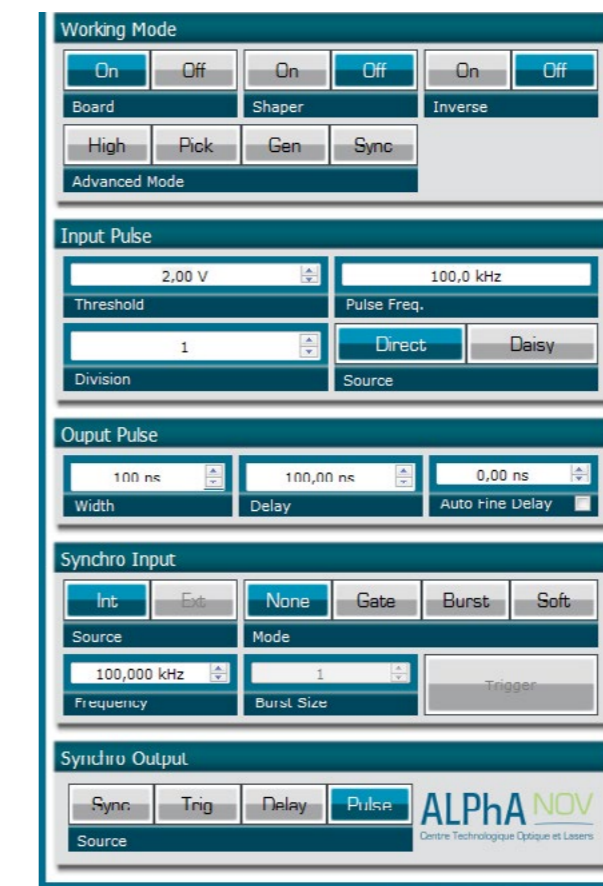 Working Mode
On Off On Off On Off
Board Shaper Inverse
High Pick Gen Sync
Advanced Mode
Input Pulse
2,00 V 100,0 kHz
Threshold Pulse Freq.
1 Direct Daisy
Division Source
Ouput Pulse
100 ns 100,00 ns 0,00 ns
Width Delay Auto Fine Delay
Synchro Input
Int Ext None Gate Burst Soft
Source Mode
100,000 kHz 1 Trigger
Frequency Burst Size
Synchro Output
Sync Trig Delay Pulse ALPhA NOV
Source Centre Technologique Optique et Lasers